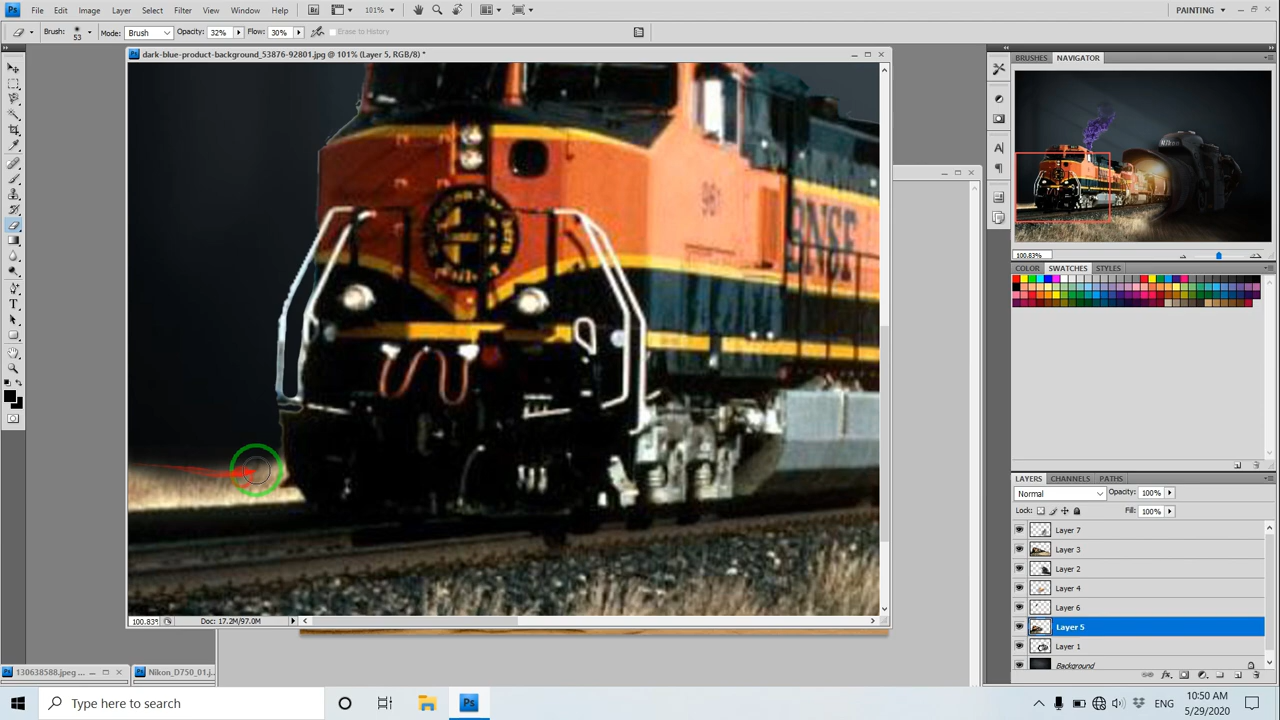 File Edit Image Layer Select Filter View Window Help 101% PAINTING
Brush: 53 Mode: Brush Opacity: 32% Flow: 30% Erase to History
dark-blue-product-background_53876-92801.jpg @ 101% (Layer 5, RGB/8) *
BRUSHES NAVIGATOR
Nikon
961
BNSF
100.83%
COLOR SWATCHES STYLES
LAYERS CHANNELS PATHS
Normal Opacity: 100%
Lock: Fill: 100%
Layer 7
Layer 3
Layer 2
Layer 4
Layer 6
Layer 5
Layer 1
Background
100.83% Doc: 17.2M/97.0M
130638588.jpeg ... Nikon_D750_01.j...
Type here to search
Ps
ENG
10:50 AM
5/29/2020